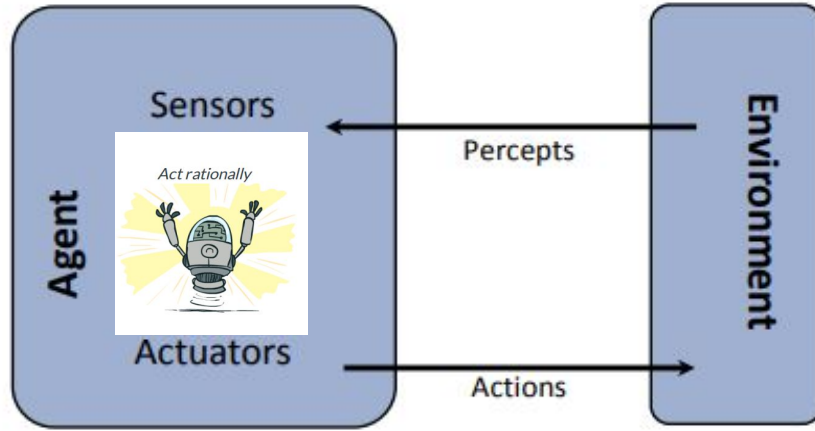 Agent
Sensors
Act rationally
Actuators
Percepts
Actions
Environment